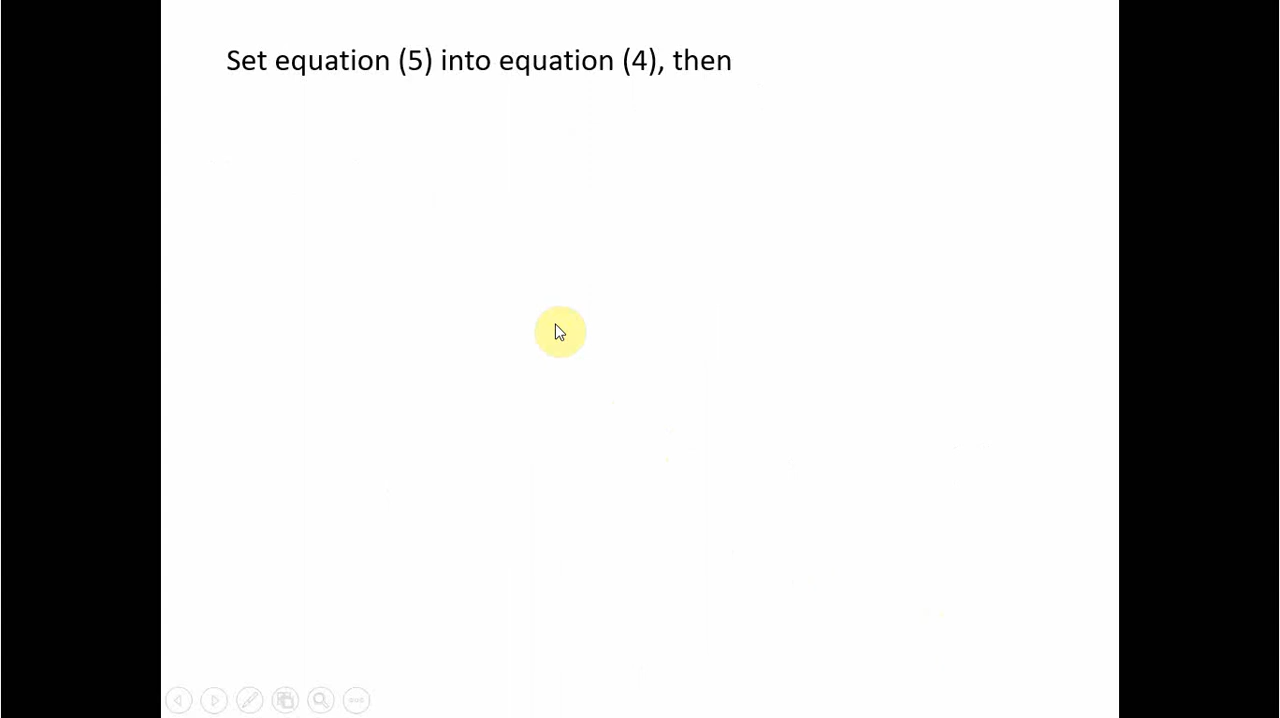 Set equation (5) into equation (4), then